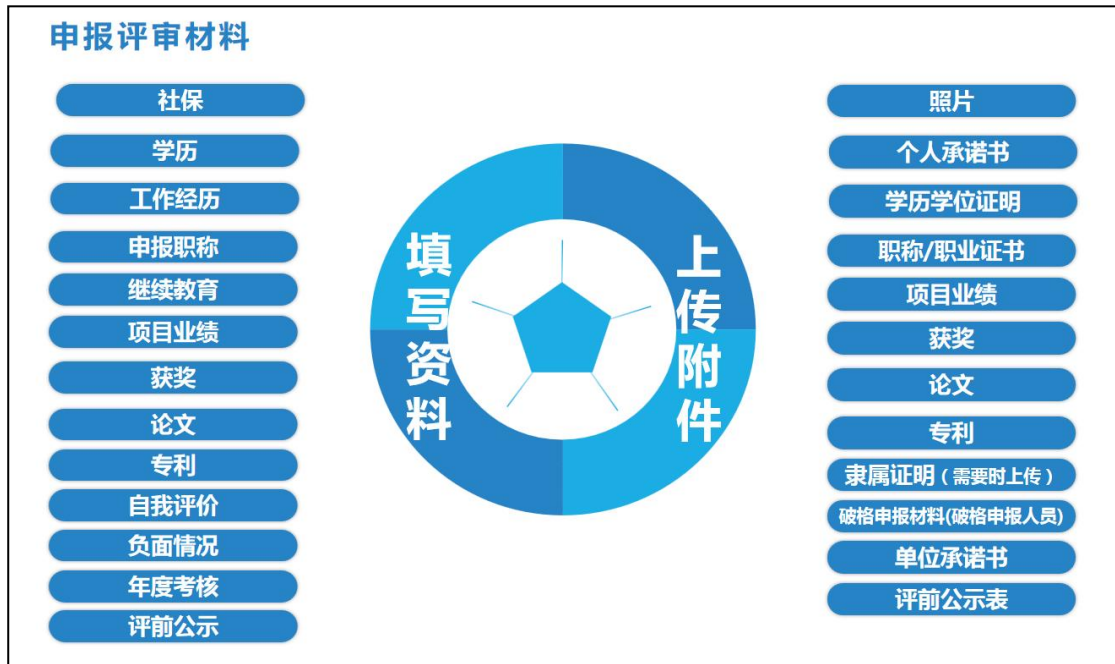 申报评审材料
社保
学历
工作经历
申报职称
继续教育
项目业绩
获奖
论文
专利
自我评价
负面情况
年度考核
评前公示
填写资料
上传附件
照片
个人承诺书
学历学位证明
职称/职业证书
项目业绩
获奖
论文
专利
隶属证明（需要时上传）
破格申报材料(破格申报人员)
单位承诺书
评前公示表